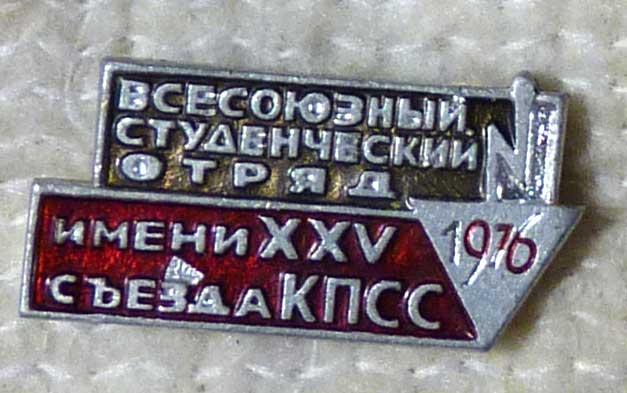 ВСЕСОЮЗНЫЙ
СТУДЕНЧЕСКИЙ
ОТРЯД
ИМЕНИ XXV
СЪЕЗДА КПСС
1976